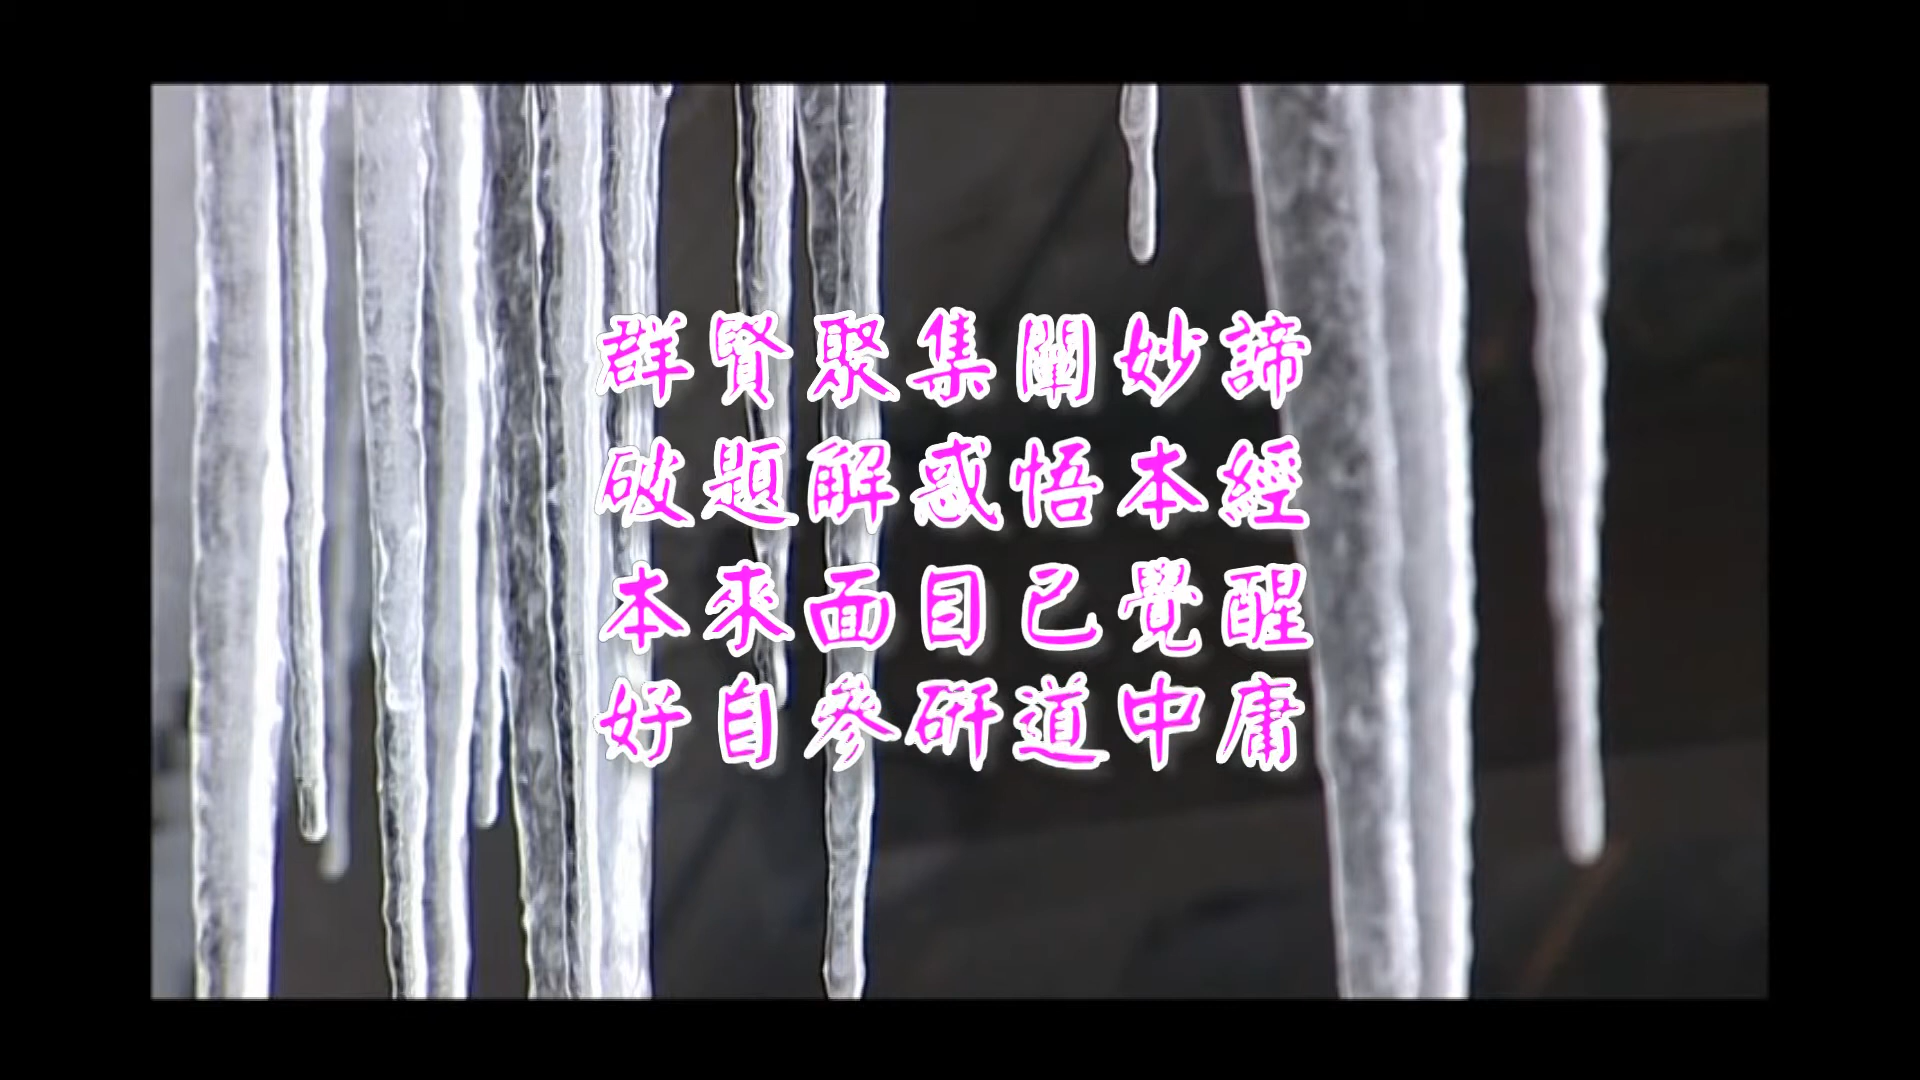 群賢聚集闡妙諦
破題解惑悟本經
本來面目已覺醒
好自參研道中庸